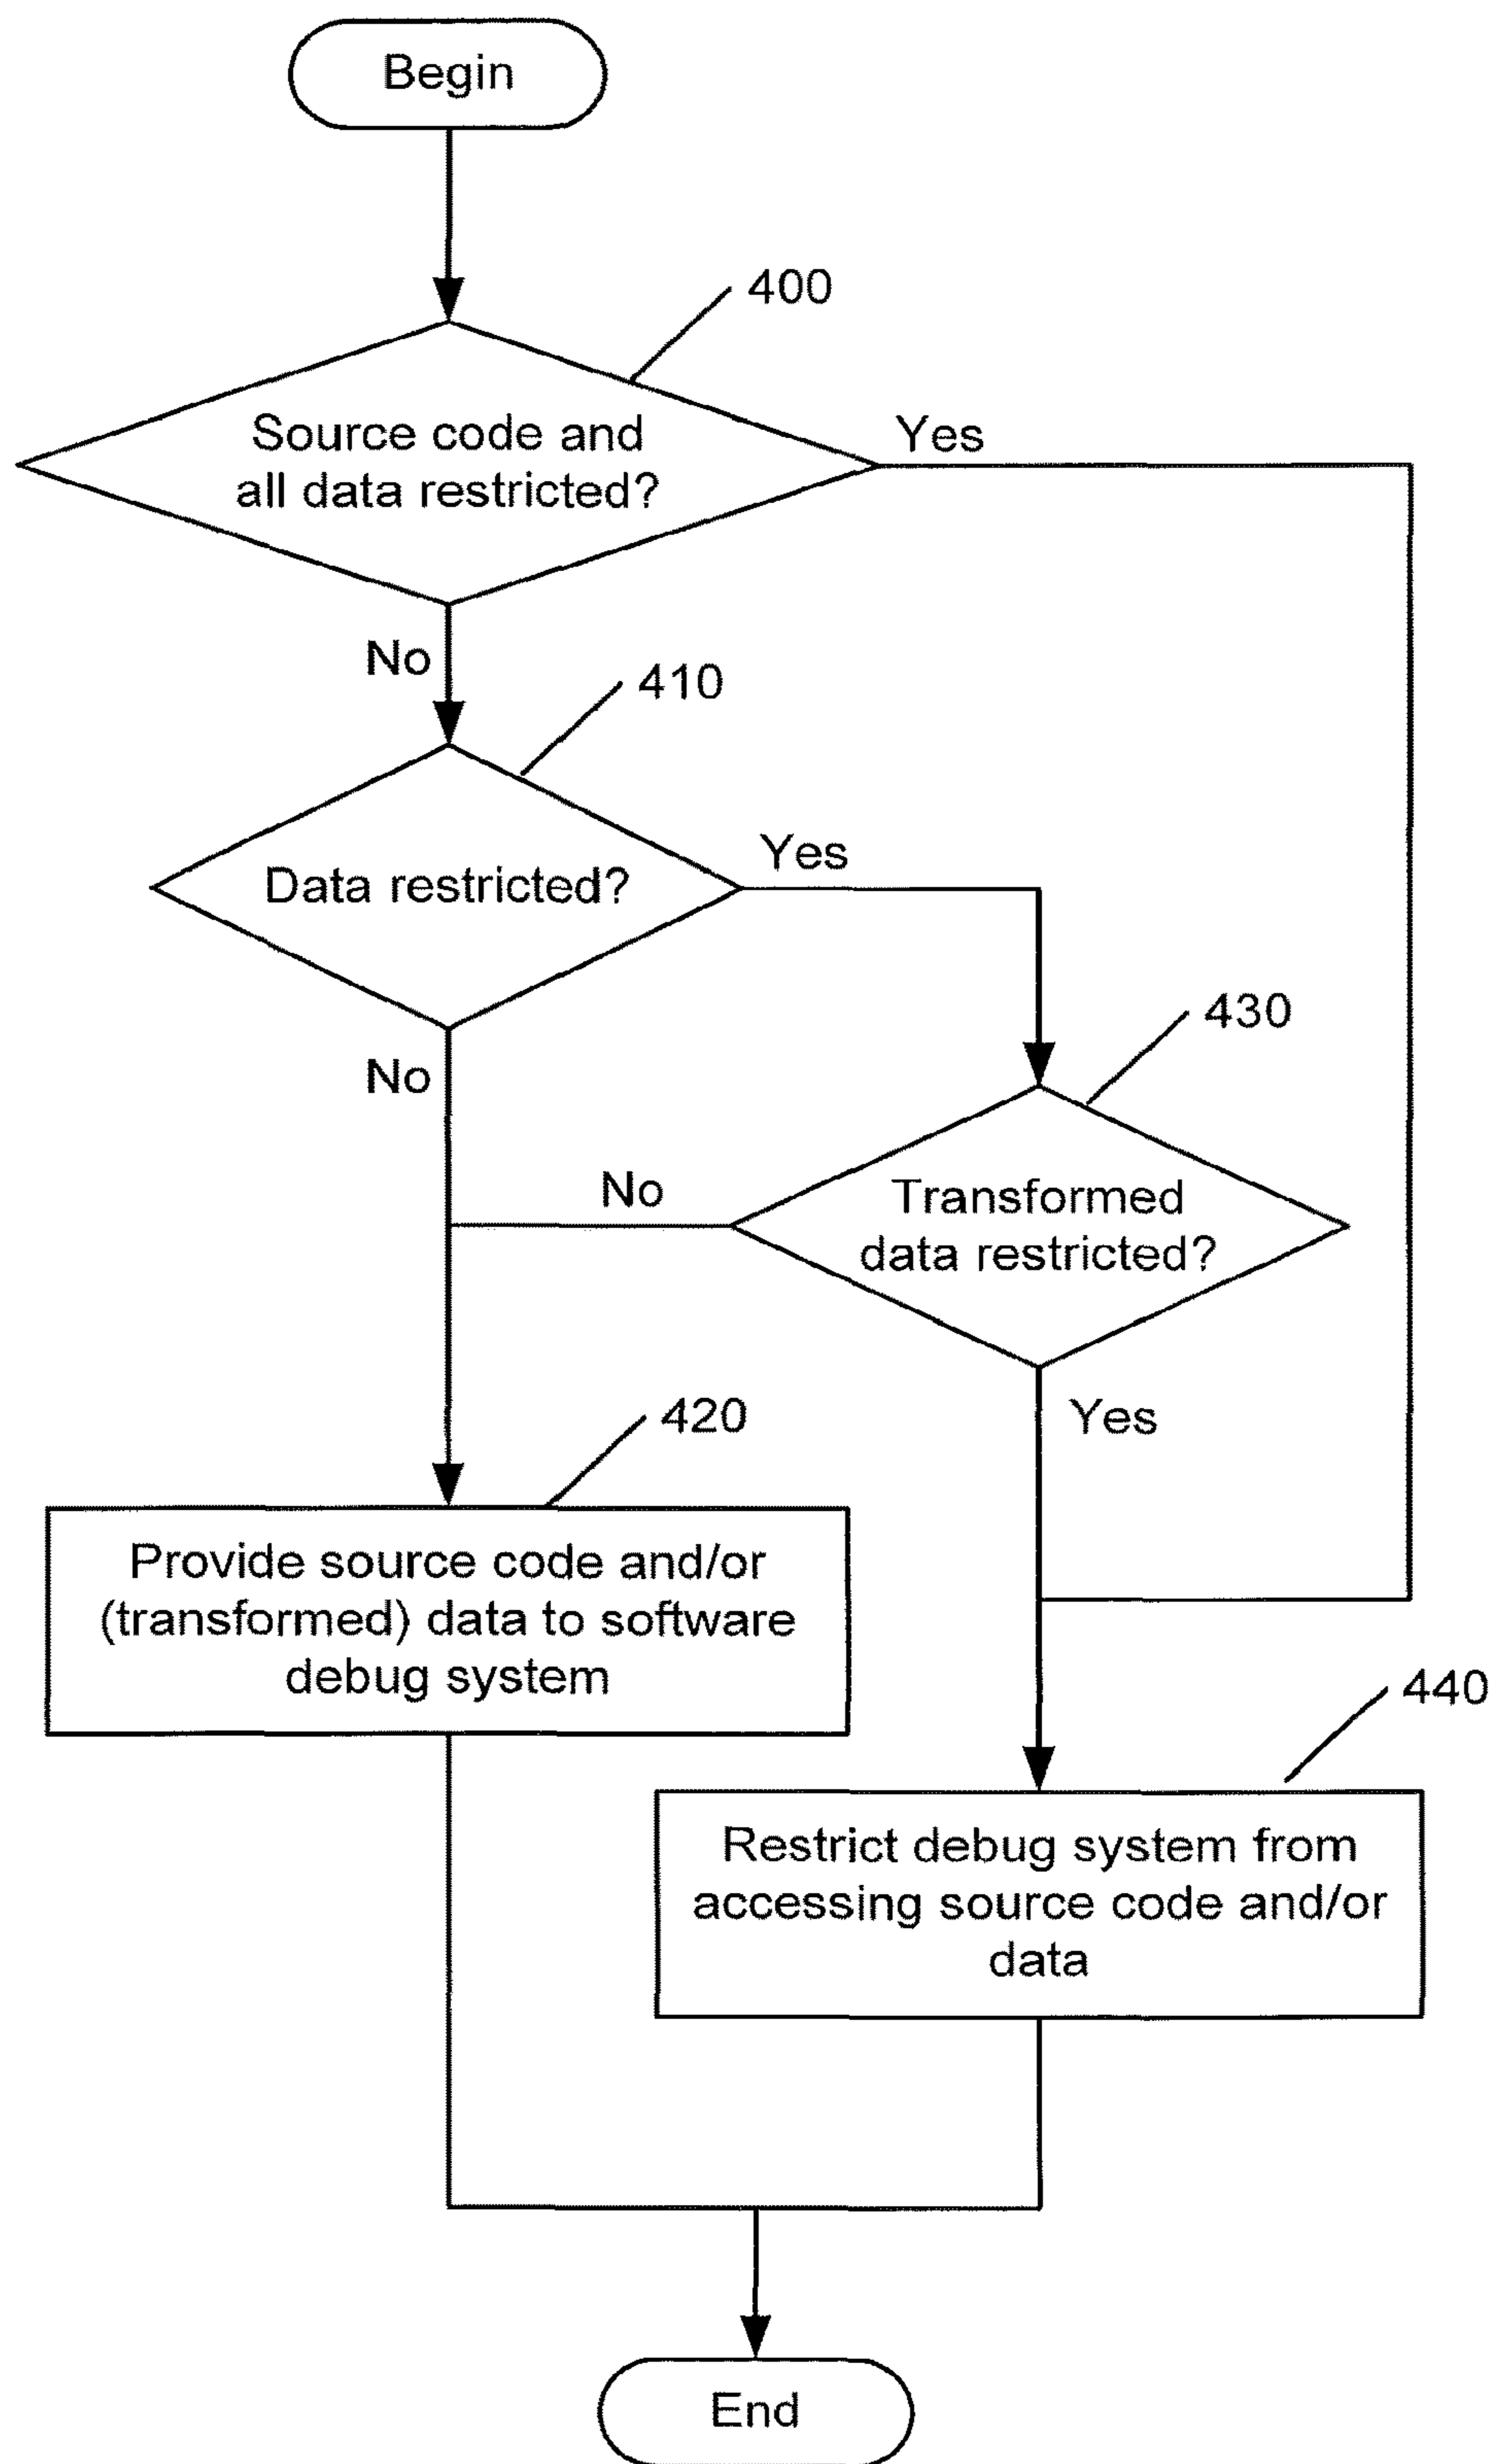 Begin
400
Source code and
all data restricted?
Yes
No
410
Data restricted?
Yes
430
No
No
Transformed
data restricted?
Yes
420
Provide source code and/or
(transformed) data to software
debug system
440
Restrict debug system from
accessing source code and/or
data
End